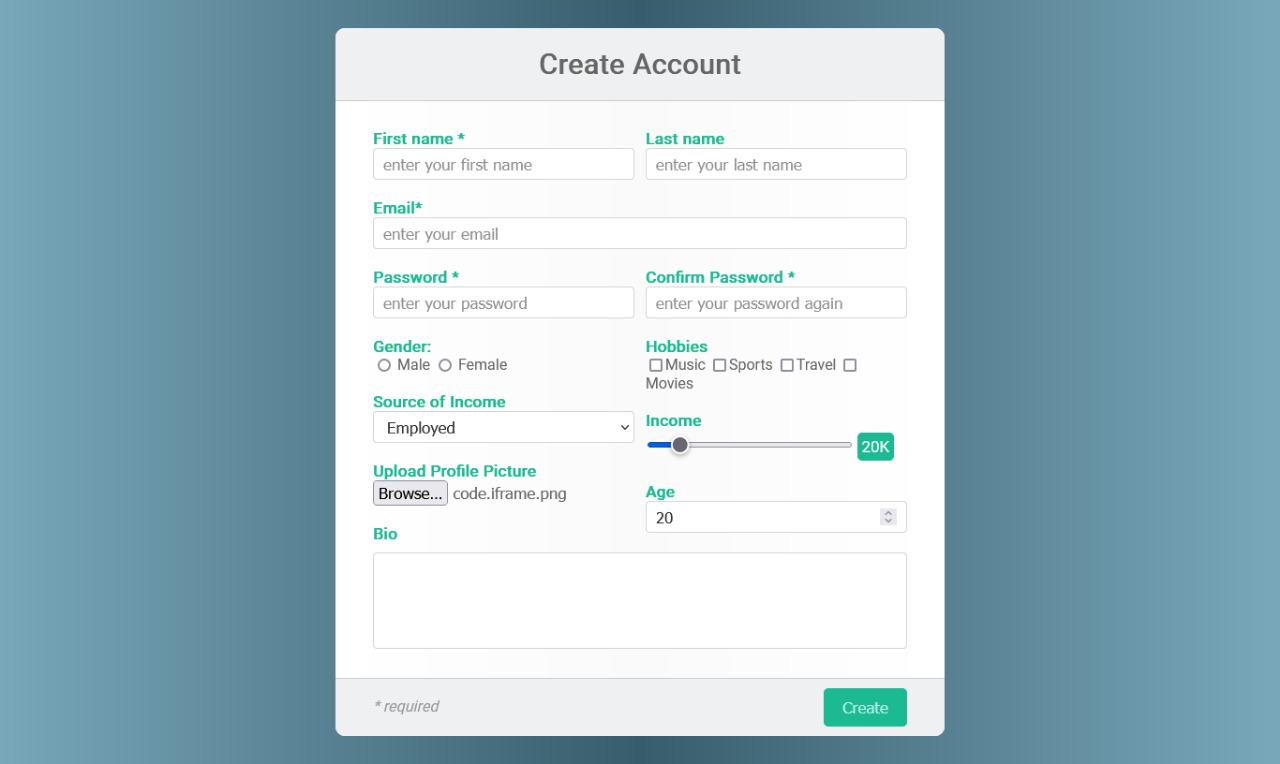 Create Account
First name *
Last name
enter your first name
enter your last name
Email*
enter your email
Password *
Confirm Password *
enter your password
enter your password again
Gender:
Male Female
Hobbies
Music Sports Travel
Movies
Source of Income
Employed
Income
20K
Upload Profile Picture
Browse... code.iframe.png
Age
20
Bio
* required
Create